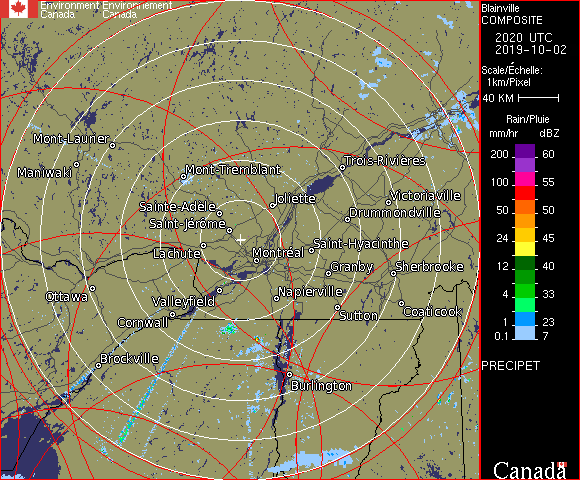 Environment Environnement
Canada Canada
Blainville
COMPOSITE
2020 UTC
2019-10-02
Scale/Échelle:
1km/Pixel
40 KM
Rain/Pluie
mm/hr dBZ
200 60
100 55
50 50
24 45
12 40
4 33
1 23
0.1 7
PRECIPET
Canada
Mont-Laurier
Maniwaki
Mont-Tremblant
Trois-Rivières
Sainte-Adèle
Joliette
Victoriaville
Saint-Jérôme
Drummondville
Lachute
Montréal
Saint-Hyacinthe
Granby
Sherbrooke
Ottawa
Valleyfield
Napierville
Cornwall
Sutton
Coaticook
Brockville
Burlington